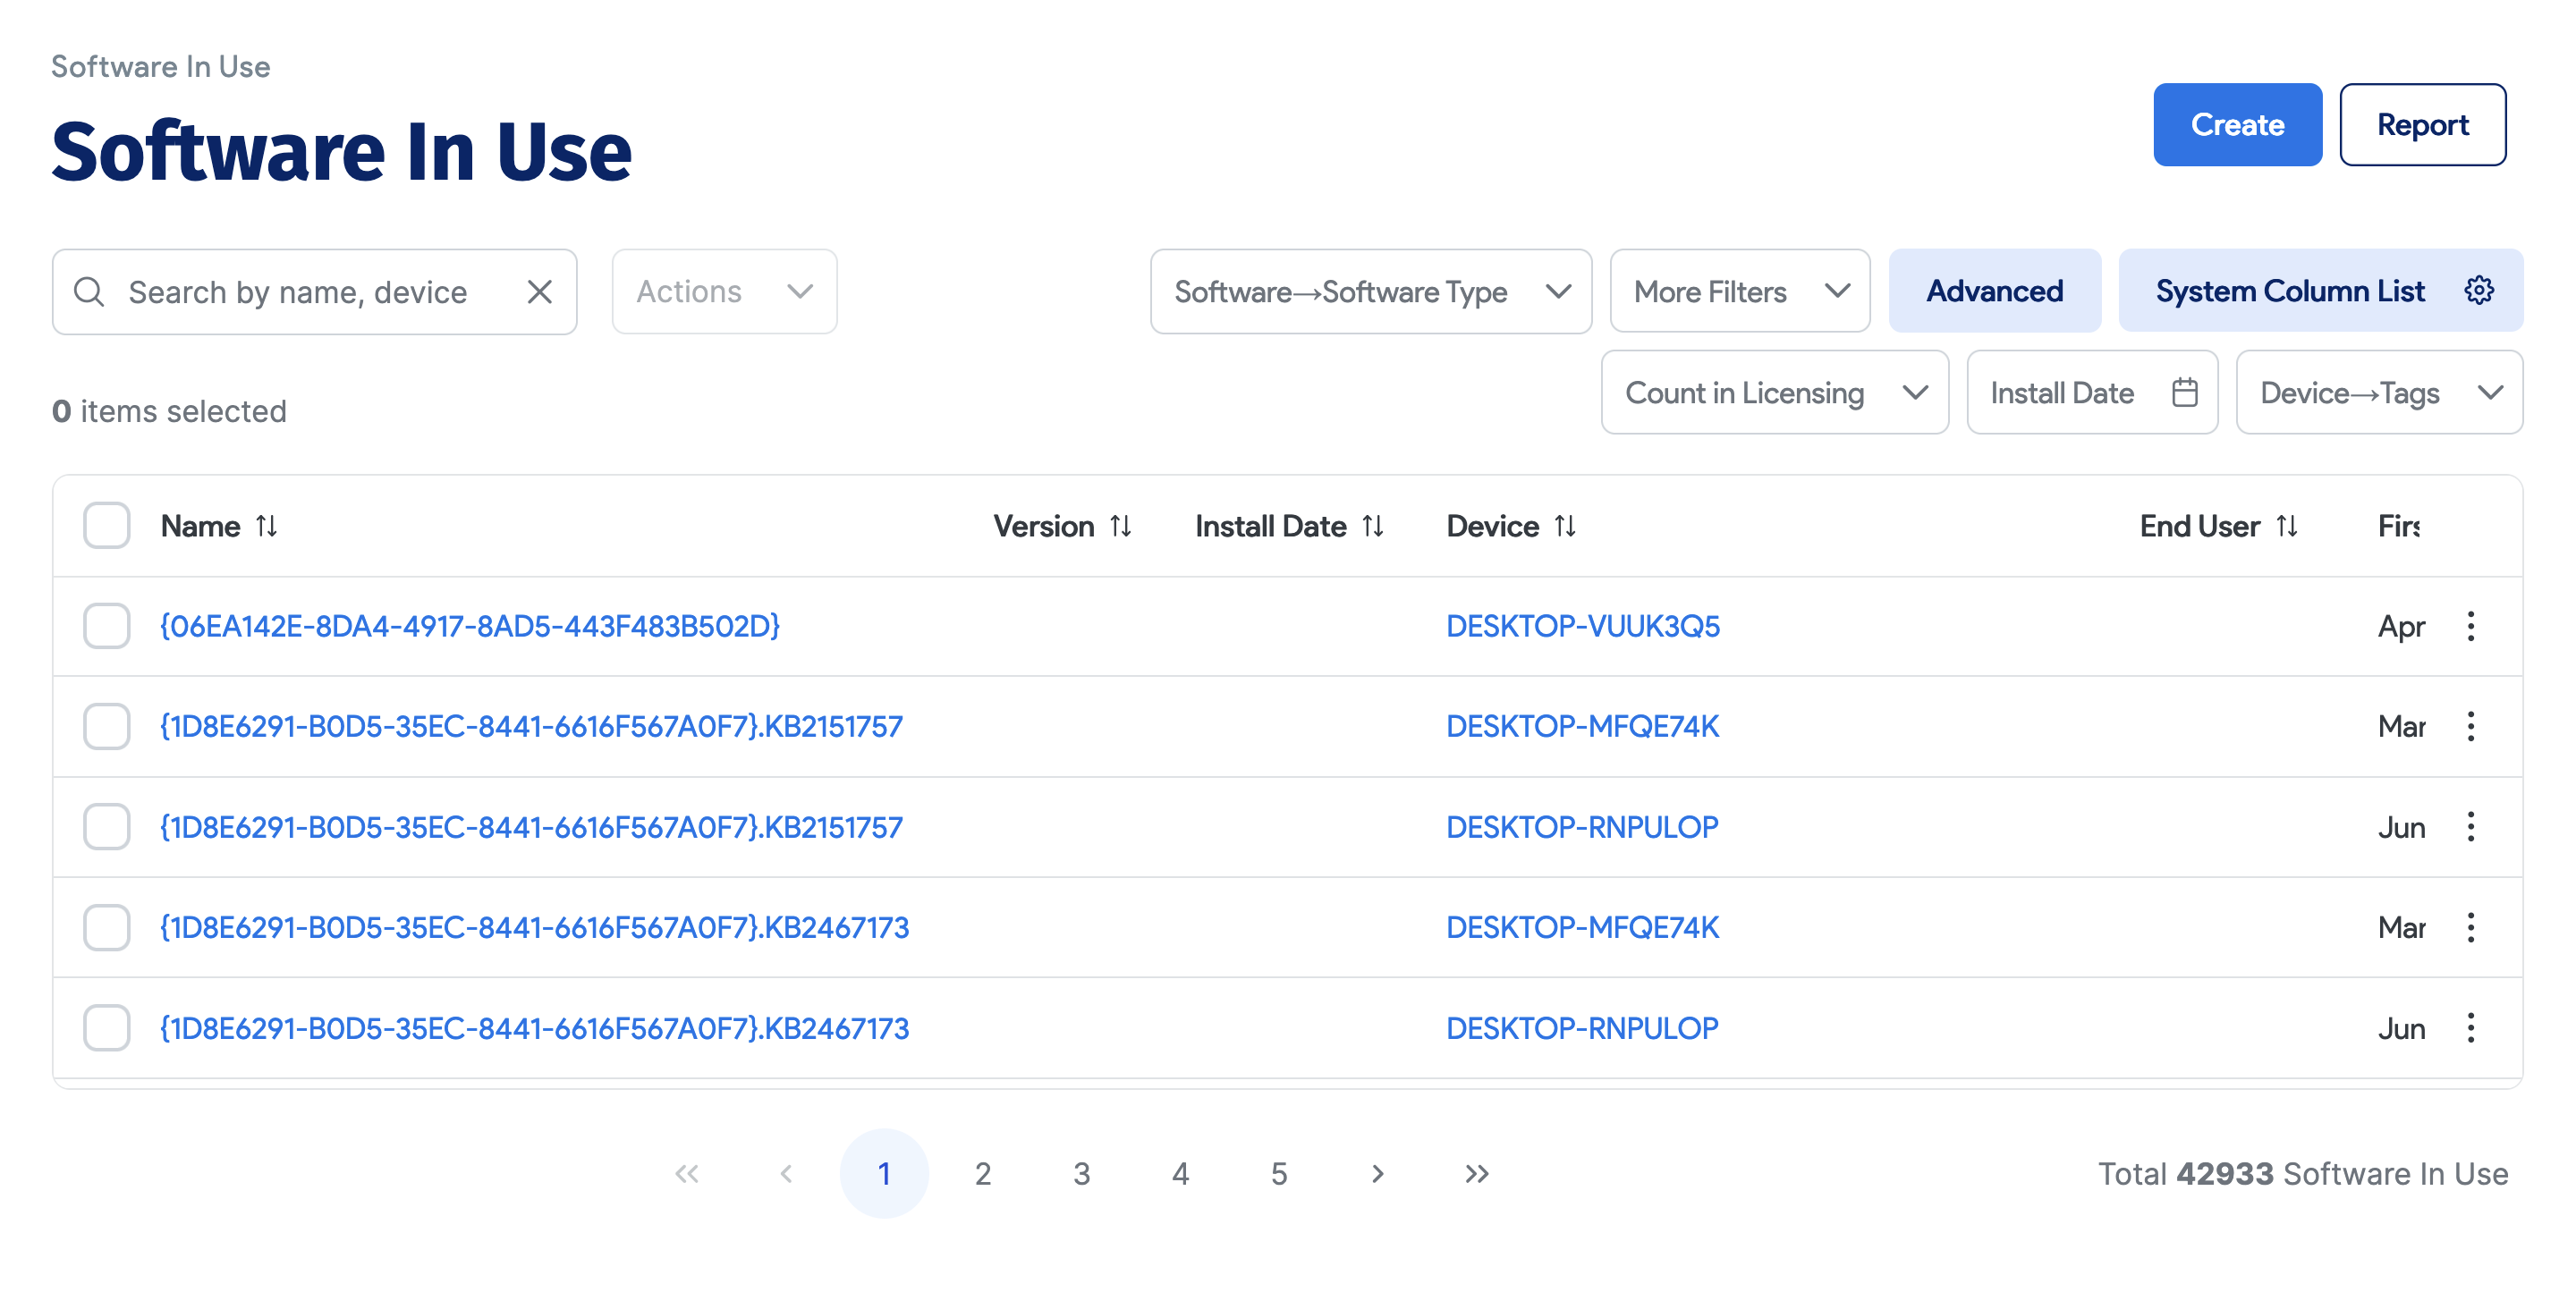 Software In Use
Software In Use
Create
Report
Search by name, device
Actions
Software→Software Type
More Filters
Advanced
System Column List
0 items selected
Count in Licensing
Install Date
Device→Tags
Name Version Install Date Device End User Firs
{06EA142E-8DA4-4917-8AD5-443F483B502D} DESKTOP-VUUK3Q5 Apr
{1D8E6291-B0D5-35EC-8441-6616F567A0F7}.KB2151757 DESKTOP-MFQE74K Mar
{1D8E6291-B0D5-35EC-8441-6616F567A0F7}.KB2151757 DESKTOP-RNPULOP Jun
{1D8E6291-B0D5-35EC-8441-6616F567A0F7}.KB2467173 DESKTOP-MFQE74K Mar
{1D8E6291-B0D5-35EC-8441-6616F567A0F7}.KB2467173 DESKTOP-RNPULOP Jun
1 2 3 4 5
Total 42933 Software In Use